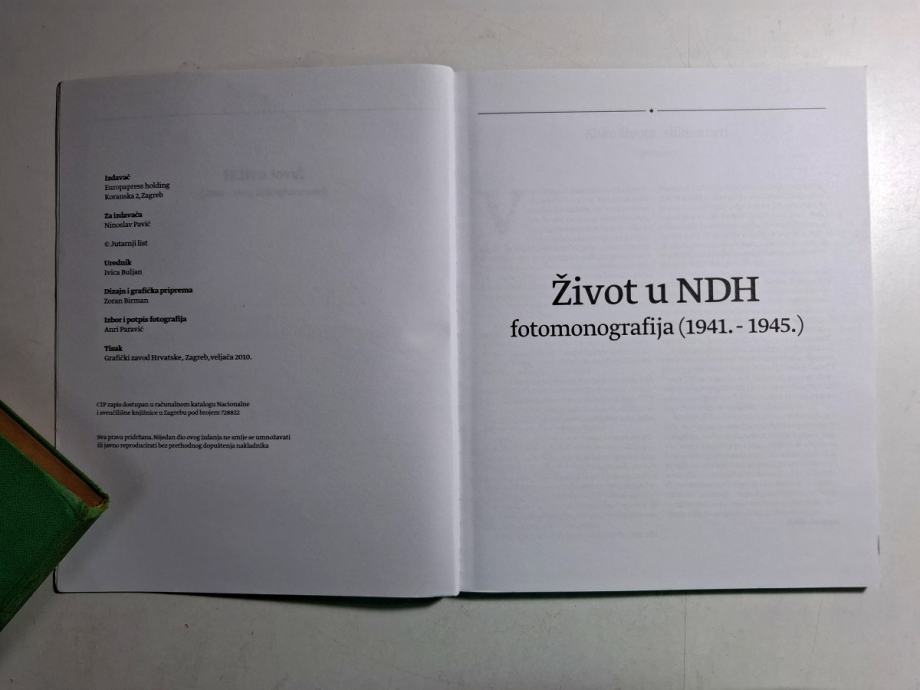 Izdavač
Europapress holding
Koranska 2, Zagreb
Za izdavača
Ninoslav Pavić
© Jutarnji list
Urednik
Ivica Buljan
Dizajn i grafička priprema
Zoran Birman
Izbor i potpis fotografija
Anri Paravić
Tisak
Grafički zavod Hrvatske, Zagreb, veljača 2010.
CIP zapis dostupan u računalnom katalogu Nacionalne
i sveučilišne knjižnice u Zagrebu pod brojem 728822
Sva prava pridržana. Nijedan dio ovog izdanja ne smije se umnožavati
ili javno reproducirati bez prethodnog dopuštenja nakladnika
Život u NDH
fotomonografija (1941. - 1945.)